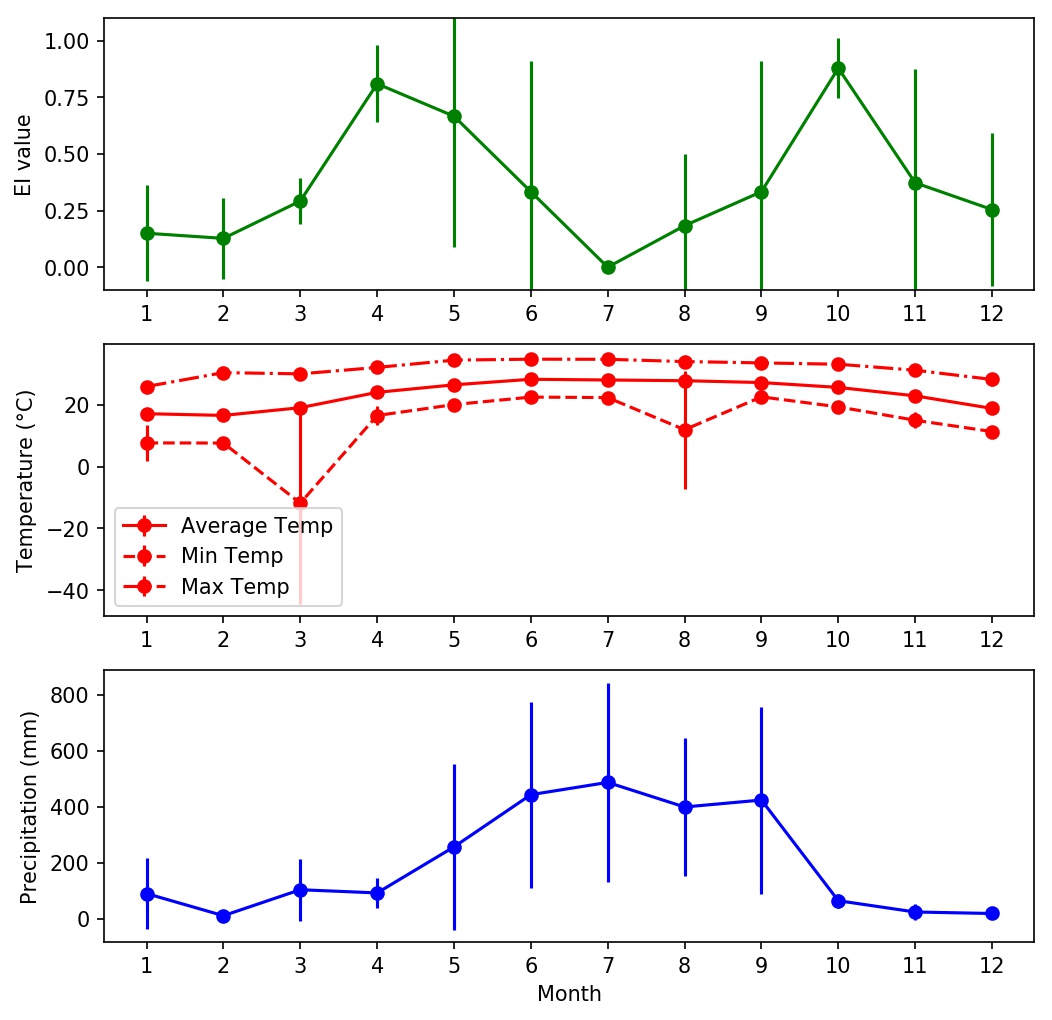 EI value
1.00
0.75
0.50
0.25
0.00
1 2 3 4 5 6 7 8 9 10 11 12
Temperature (°C)
20
0
−20
−40
Average Temp
Min Temp
Max Temp
1 2 3 4 5 6 7 8 9 10 11 12
Precipitation (mm)
800
600
400
200
0
1 2 3 4 5 6 7 8 9 10 11 12
Month